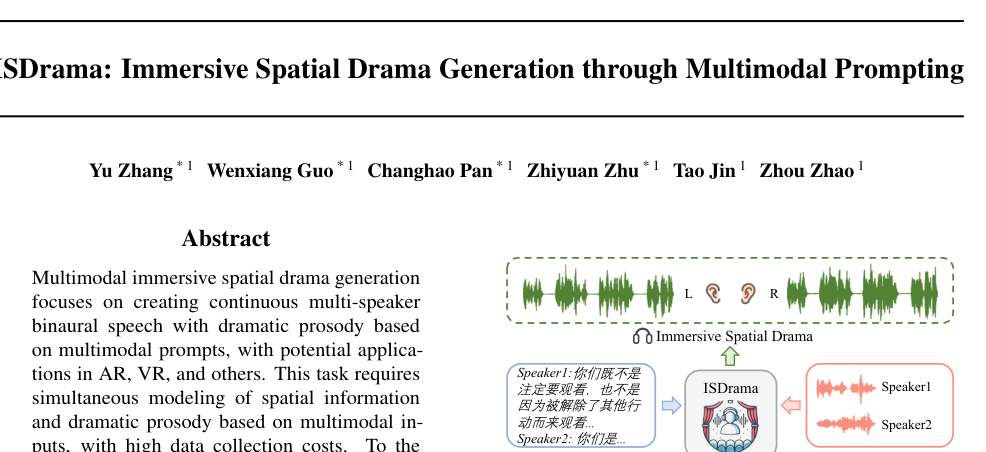 ISDrama: Immersive Spatial Drama Generation through Multimodal Prompting
Yu Zhang * 1 Wenxiang Guo * 1 Changhao Pan * 1 Zhiyuan Zhu * 1 Tao Jin 1 Zhou Zhao 1
Abstract
Multimodal immersive spatial drama generation
focuses on creating continuous multi-speaker
binaural speech with dramatic prosody based
on multimodal prompts, with potential applica-
tions in AR, VR, and others. This task requires
simultaneous modeling of spatial information
and dramatic prosody based on multimodal in-
puts, with high data collection costs. To the
L R
Immersive Spatial Drama
Speaker1: 你们既不是
注定要观看，也不是
因为被解除了其他行
动而来观看...
Speaker2: 你们是...
ISDrama
Speaker1
Speaker2